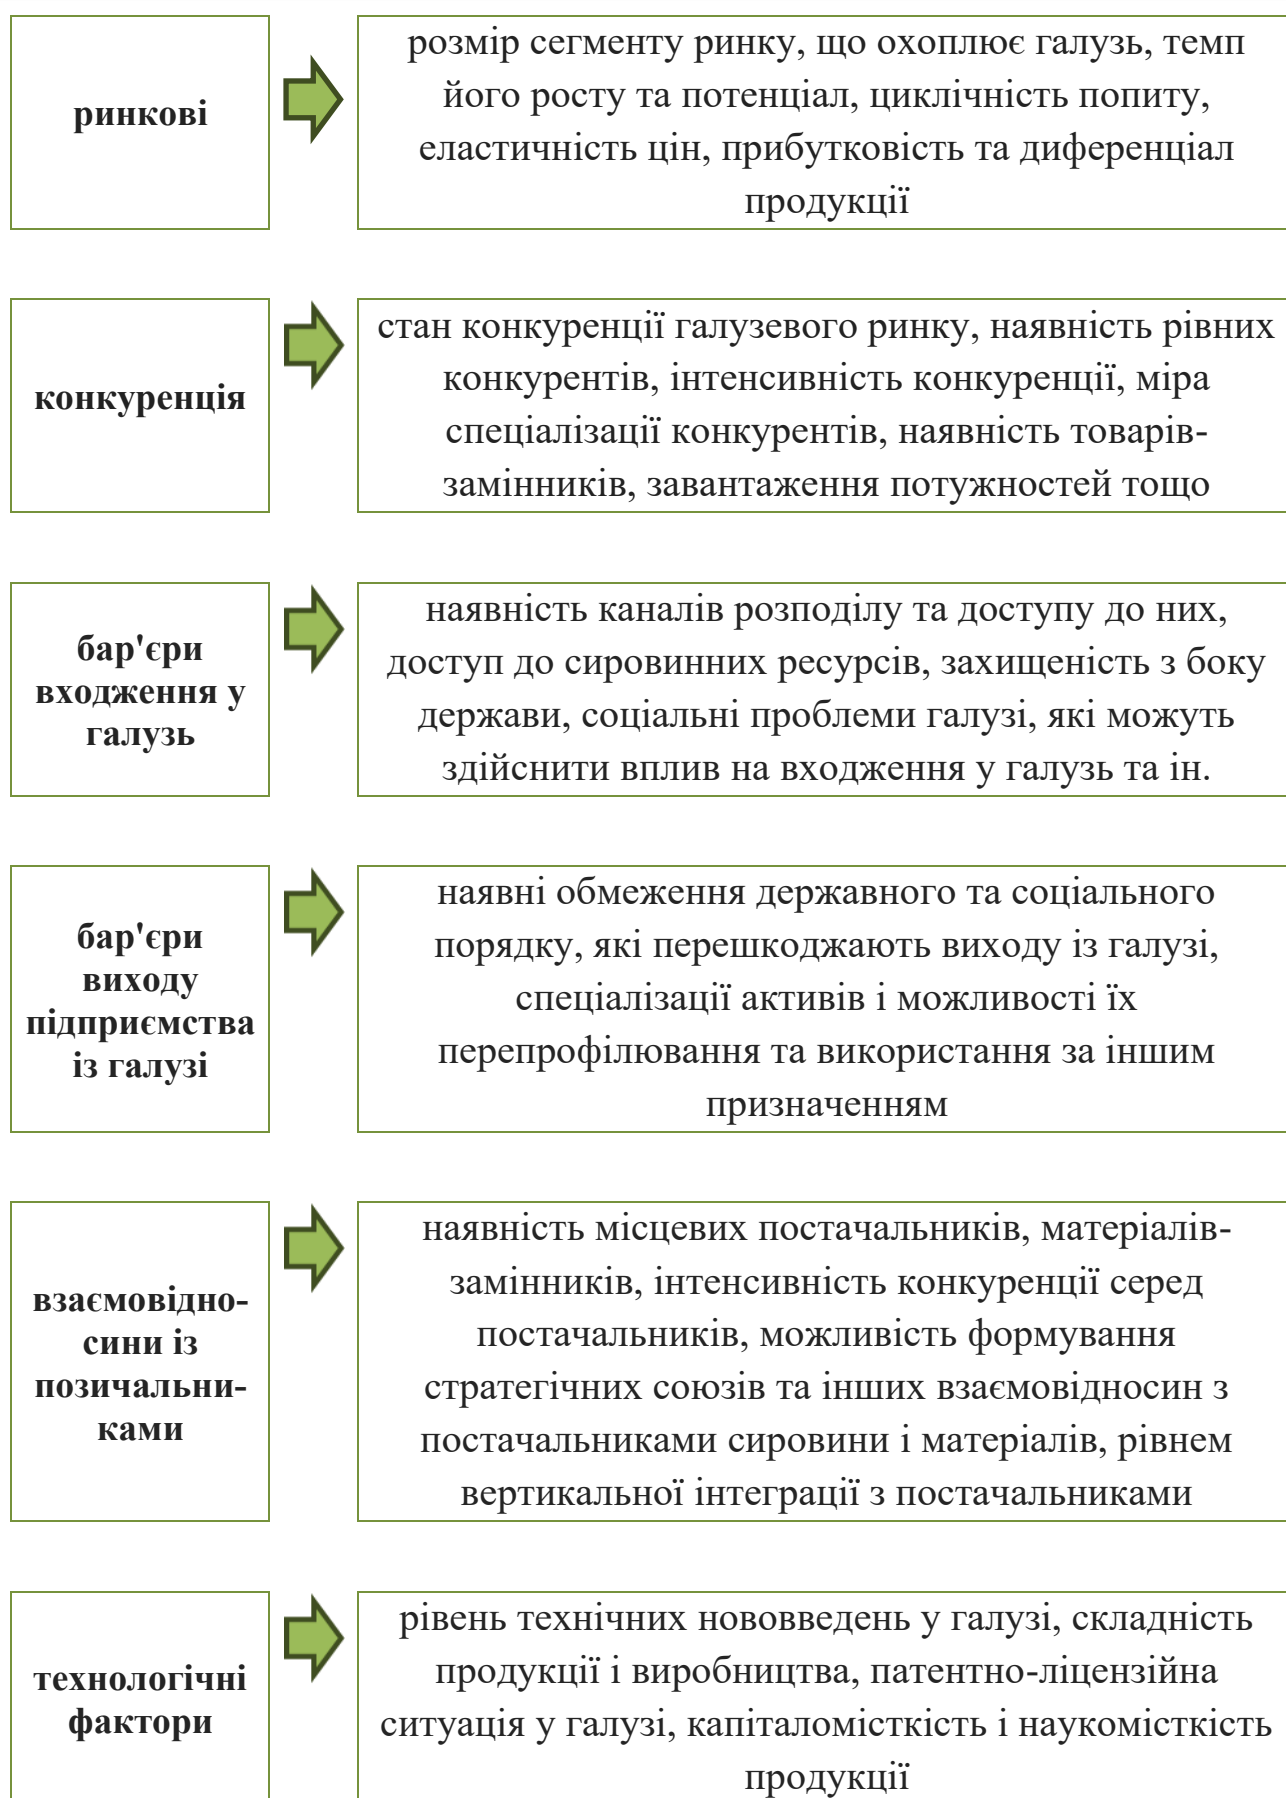 ринкові
розмір сегменту ринку, що охоплює галузь, темп
його росту та потенціал, циклічність попиту,
еластичність цін, прибутковість та диференціал
продукції
конкуренція
стан конкуренції галузевого ринку, наявність рівних
конкурентів, інтенсивність конкуренції, міра
спеціалізації конкурентів, наявність товарів-
замінників, завантаження потужностей тощо
бар'єри
входження у
галузь
наявність каналів розподілу та доступу до них,
доступ до сировинних ресурсів, захищеність з боку
держави, соціальні проблеми галузі, які можуть
здійснити вплив на входження у галузь та ін.
бар'єри
виходу
підприємства
із галузі
наявні обмеження державного та соціального
порядку, які перешкоджають виходу із галузі,
спеціалізації активів і можливості їх
перепрофілювання та використання за іншим
призначенням
взаємовідно-
сини із
позичальни-
ками
наявність місцевих постачальників, матеріалів-
замінників, інтенсивність конкуренції серед
постачальників, можливість формування
стратегічних союзів та інших взаємовідносин з
постачальниками сировини і матеріалів, рівнем
вертикальної інтеграції з постачальниками
технологічні
фактори
рівень технічних нововведень у галузі, складність
продукції і виробництва, патентно-ліцензійна
ситуація у галузі, капіталомісткість і наукомісткість
продукції